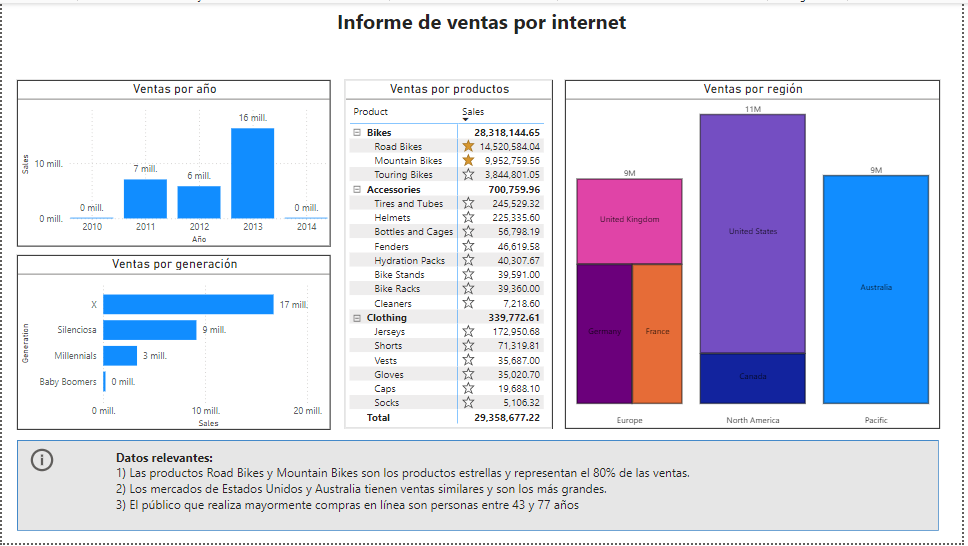 Informe de ventas por internet
Ventas por año
Sales
10 mill.
0 mill.
0 mill.
7 mill.
6 mill.
16 mill.
0 mill.
2010 2011 2012 2013 2014
Año
Ventas por generación
Generation
X 17 mill.
Silenciosa 9 mill.
Millennials 3 mill.
Baby Boomers 0 mill.
0 mill. 10 mill. 20 mill.
Sales
Ventas por productos
Product Sales
Bikes 28,318,144.65
Road Bikes 14,520,584.04
Mountain Bikes 9,952,759.56
Touring Bikes 3,844,801.05
Accessories 700,759.96
Tires and Tubes 245,529.32
Helmets 225,335.60
Bottles and Cages 56,798.19
Fenders 46,619.58
Hydration Packs 40,307.67
Bike Stands 39,591.00
Bike Racks 39,360.00
Cleaners 7,218.60
Clothing 339,772.61
Jerseys 172,950.68
Shorts 71,319.81
Vests 35,687.00
Gloves 35,020.70
Caps 19,688.10
Socks 5,106.32
Total 29,358,677.22
Ventas por región
9M
11M
9M
United Kingdom
Germany
France
United States
Canada
Australia
Europe North America Pacific
Datos relevantes:
1) Las productos Road Bikes y Mountain Bikes son los productos estrellas y representan el 80% de las ventas.
2) Los mercados de Estados Unidos y Australia tienen ventas similares y son los más grandes.
3) El público que realiza mayormente compras en línea son personas entre 43 y 77 años